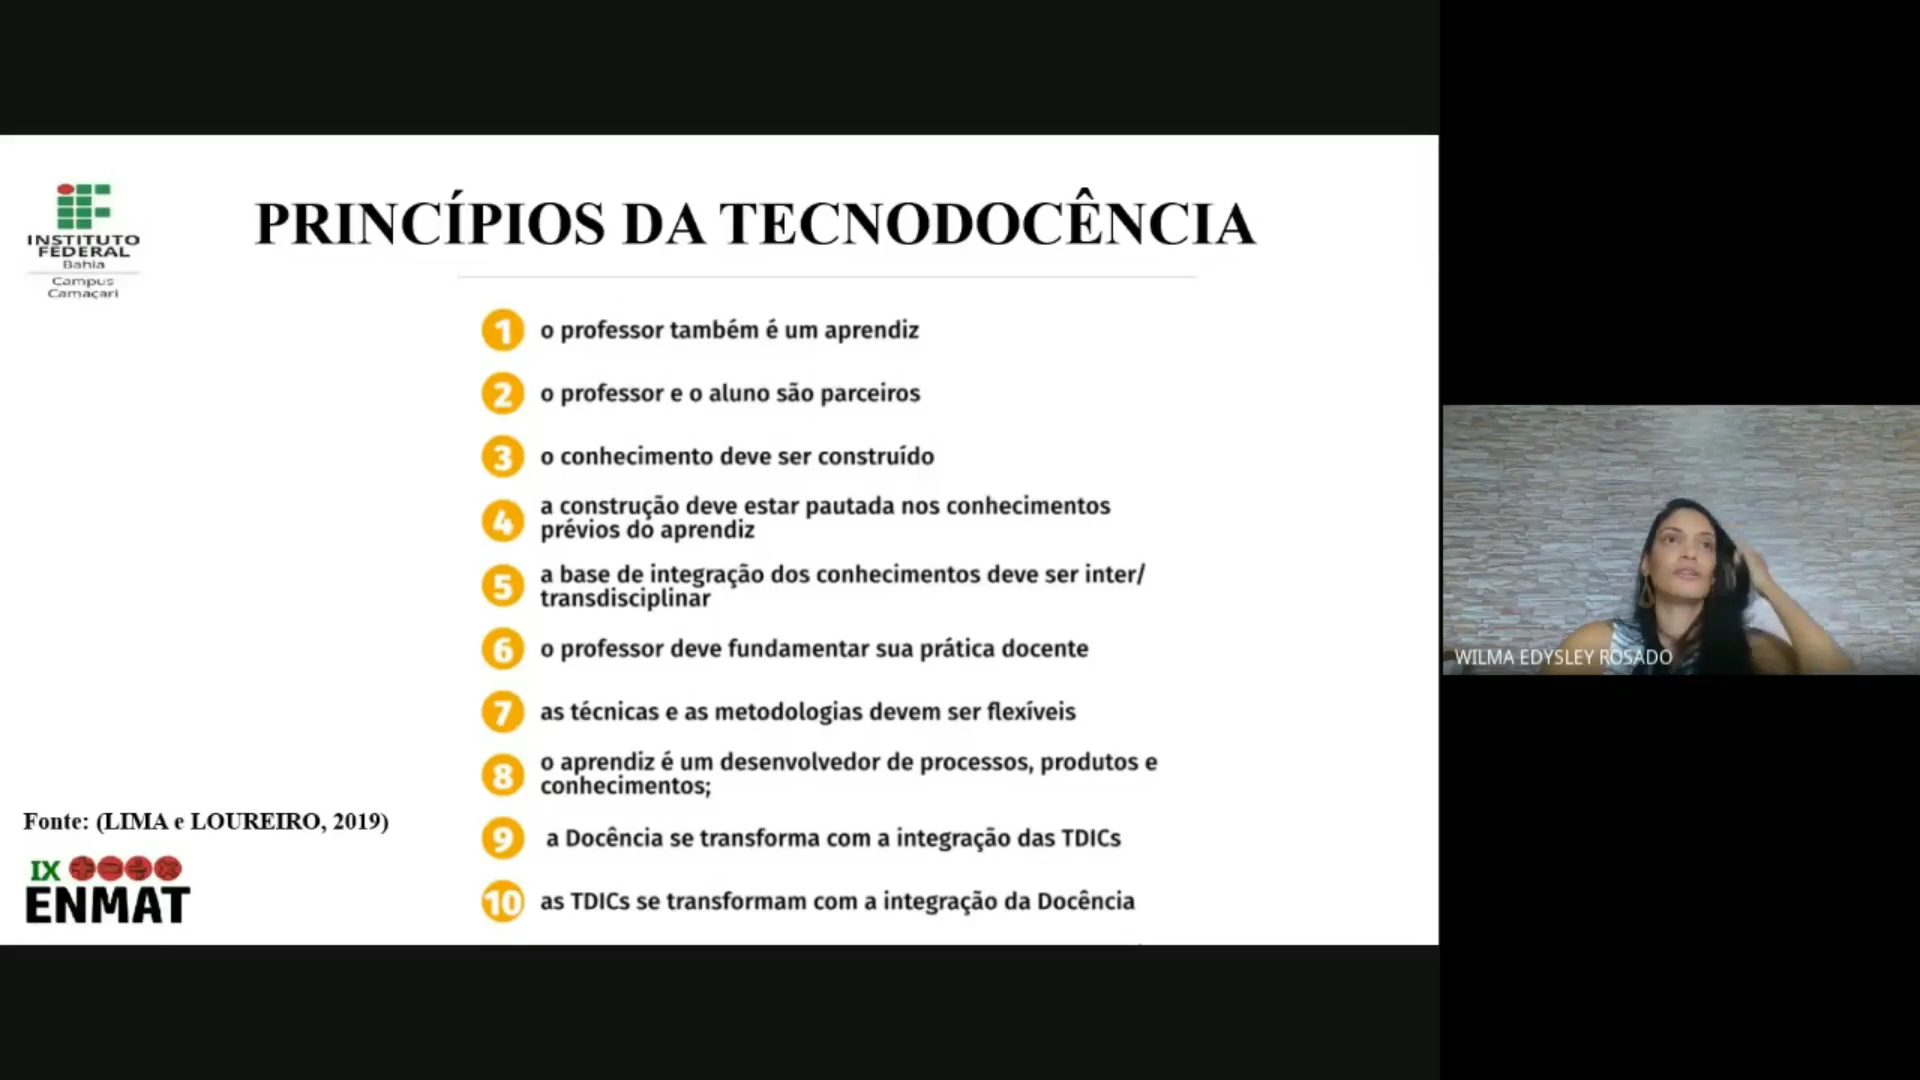 INSTITUTO
FEDERAL
Bahia
Campus
Camaçari
PRINCÍPIOS DA TECNODOCÊNCIA
1 o professor também é um aprendiz
2 o professor e o aluno são parceiros
3 o conhecimento deve ser construído
4 a construção deve estar pautada nos conhecimentos
prévios do aprendiz
5 a base de integração dos conhecimentos deve ser inter/
transdisciplinar
6 o professor deve fundamentar sua prática docente
7 as técnicas e as metodologias devem ser flexíveis
8 o aprendiz é um desenvolvedor de processos, produtos e
conhecimentos;
9 a Docência se transforma com a integração das TDICs
10 as TDICs se transformam com a integração da Docência
Fonte: (LIMA e LOUREIRO, 2019)
IX
ENMAT
WILMA EDYSLEY ROSADO